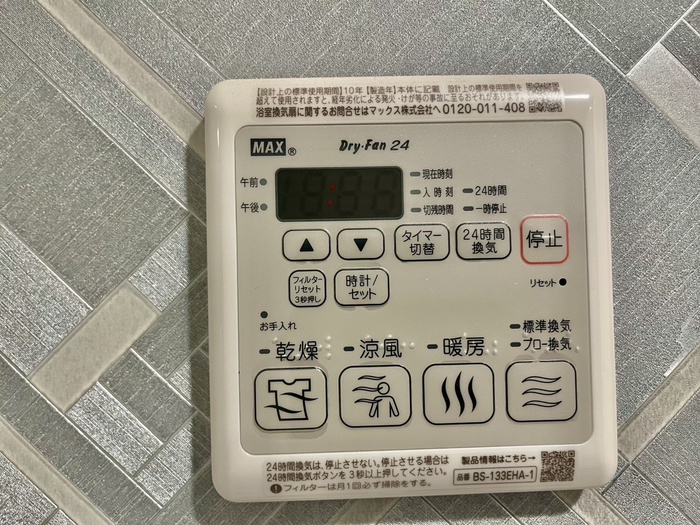 【設計上の標準使用期間】10年【製造年】本体に記載 設計上の標準使用期間を
超えて使用されますと、経年劣化による発火・けが等の事故に至るおそれがあります。
浴室換気扇に関するお問合せはマックス株式会社へ0120-011-408
MAX® Dry・Fan 24
午前
午後
現在時刻
入時刻 24時間
切残時間 一時停止
▲ ▼ タイマー切替 24時間換気 停止
フィルターリセット3秒押し 時計/セット リセット
お手入れ
標準換気
乾燥 涼風 暖房 プロー換気
24時間換気は、停止させない。停止させる場合は
24時間換気ボタンを3秒以上押してください。
フィルターは月1回必ず掃除をする。
製品情報はこちら→
品番 BS-133EHA-1